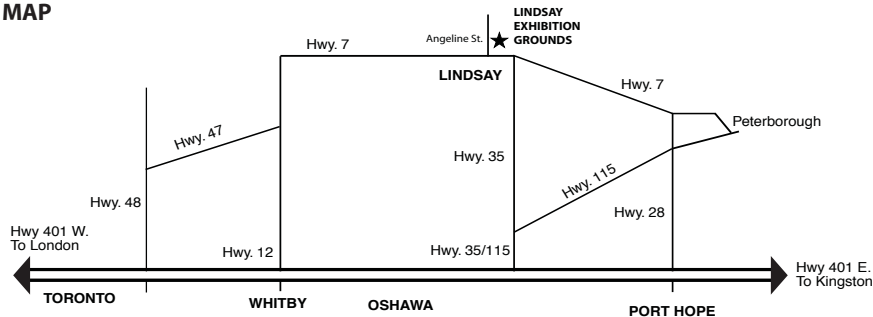 MAP
LINDSAY
EXHIBITION
GROUNDS
Angeline St.
Hwy. 7
LINDSAY
Hwy. 7
Hwy. 47
Peterborough
Hwy. 35
Hwy. 115
Hwy. 48
Hwy. 28
Hwy 401 W.
To London
Hwy. 12
Hwy. 35/115
Hwy 401 E.
To Kingston
TORONTO
WHITBY
OSHAWA
PORT HOPE